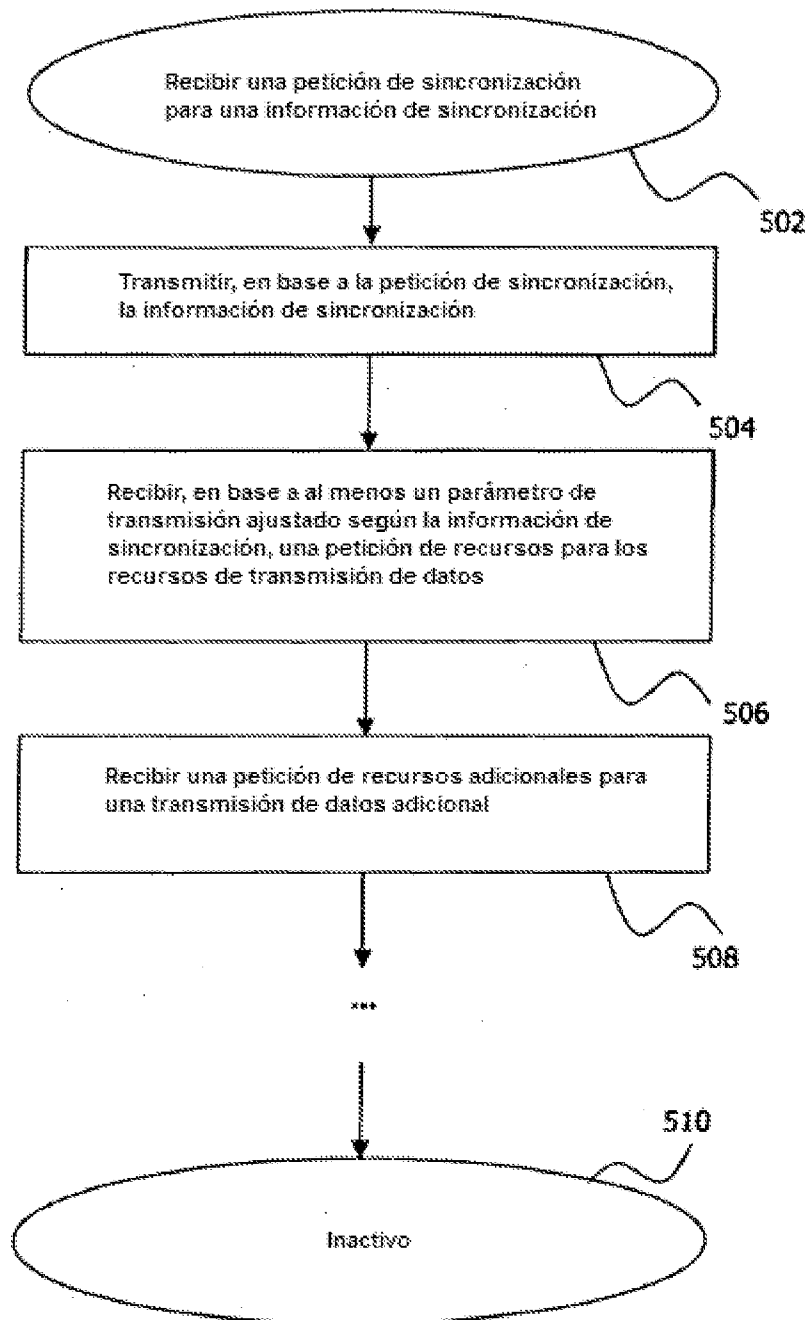 Recibir una petición de sincronización
para una información de sincronización
502
Transmitir, en base a la petición de sincronización,
la información de sincronización
504
Recibir, en base a al menos un parámetro de
transmisión ajustado según la información de
sincronización, una petición de recursos para los
recursos de transmisión de datos
506
Recibir una petición de recursos adicionales para
una transmisión de datos adicional
508
...
510
Inactivo